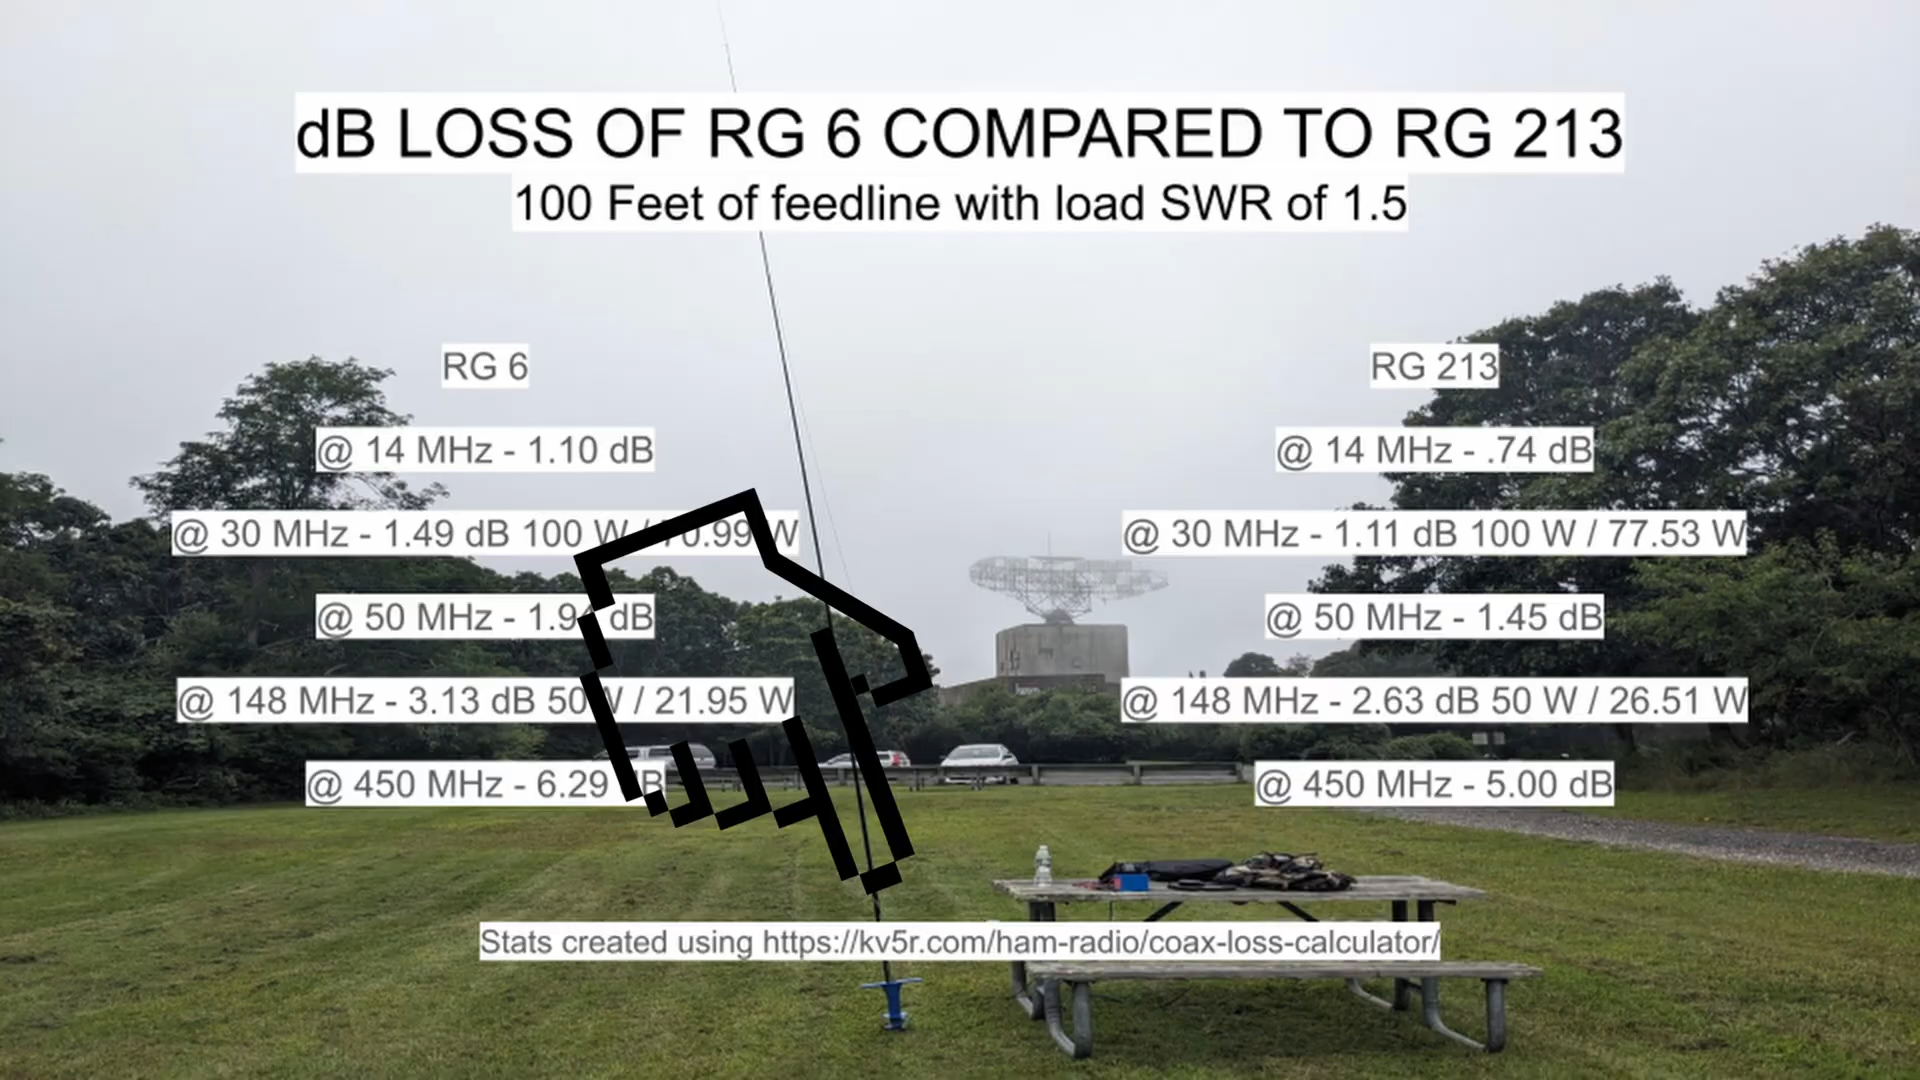 dB LOSS OF RG 6 COMPARED TO RG 213
100 Feet of feedline with load SWR of 1.5
RG 6
@ 14 MHz - 1.10 dB
@ 30 MHz - 1.49 dB 100 W / 70.99 W
@ 50 MHz - dB
@ 148 MHz - 3.13 dB 50 W / 21.95 W
@ 450 MHz - 6.29 dB
RG 213
@ 14 MHz - .74 dB
@ 30 MHz - 1.11 dB 100 W / 77.53 W
@ 50 MHz - 1.45 dB
@ 148 MHz - 2.63 dB 50 W / 26.51 W
@ 450 MHz - 5.00 dB
Stats created using https://kv5r.com/ham-radio/coax-loss-calculator/